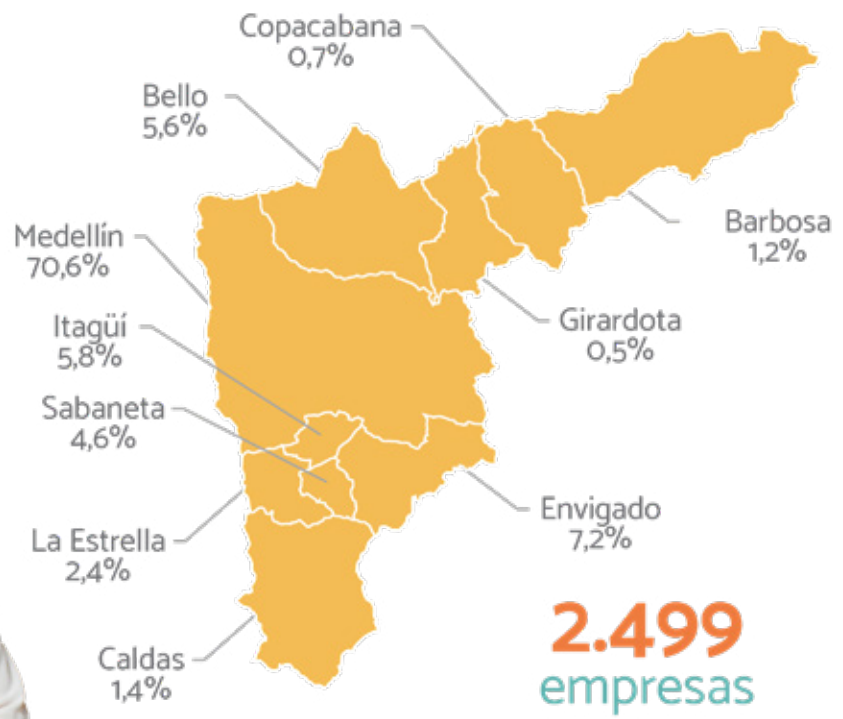 Copacabana
0,7%
Bello
5,6%
Medellín
70,6%
Itagüí
5,8%
Sabaneta
4,6%
La Estrella
2,4%
Caldas
1,4%
Barbosa
1,2%
Girardota
0,5%
Envigado
7,2%
2.499
empresas